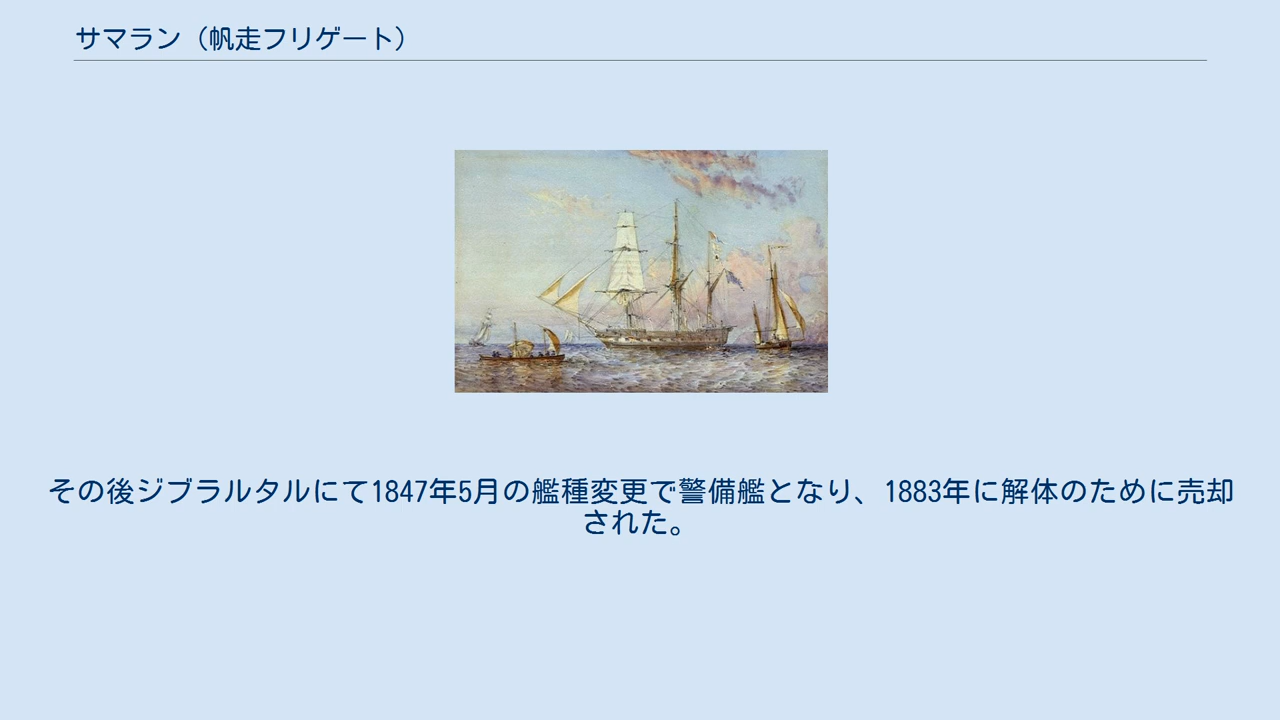 サマラン（帆走フリゲート）
その後ジブラルタルにて1847年5月の艦種変更で警備艦となり、1883年に解体のために売却
された。